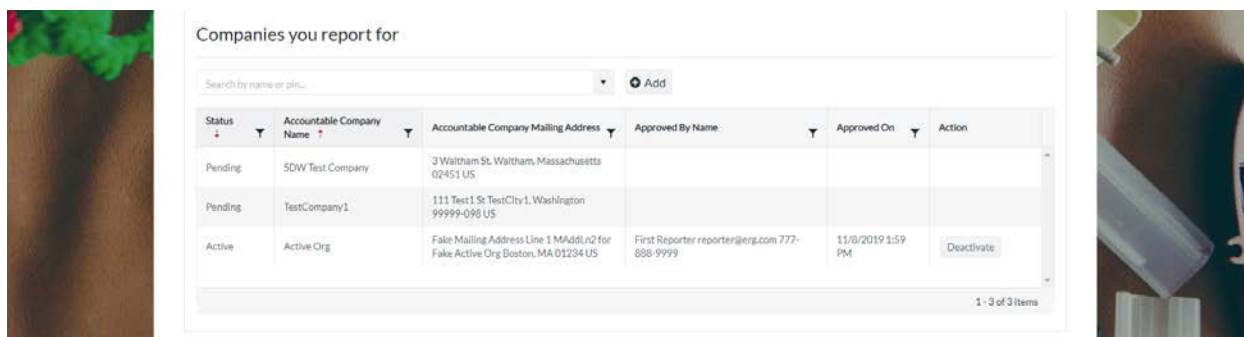 Companies you report for
Search by name or pin...
Add
Status
Accountable Company
Name
Accountable Company Mailing Address
Approved By Name
Approved On
Action
Pending
SDW Test Company
3 Waltham St, Waltham, Massachusetts
02451 US
Pending
TestCompany1
111 Test1 St TestCity1, Washington
99999-098 US
Active
Active Org
Fake Mailing Address Line 1 MAddLn2 for
Fake Active Org Boston, MA 01234 US
First Reporter reporter@erg.com 777-
888-9999
11/8/2019 1:59
PM
Deactivate
1 - 3 of 3 items